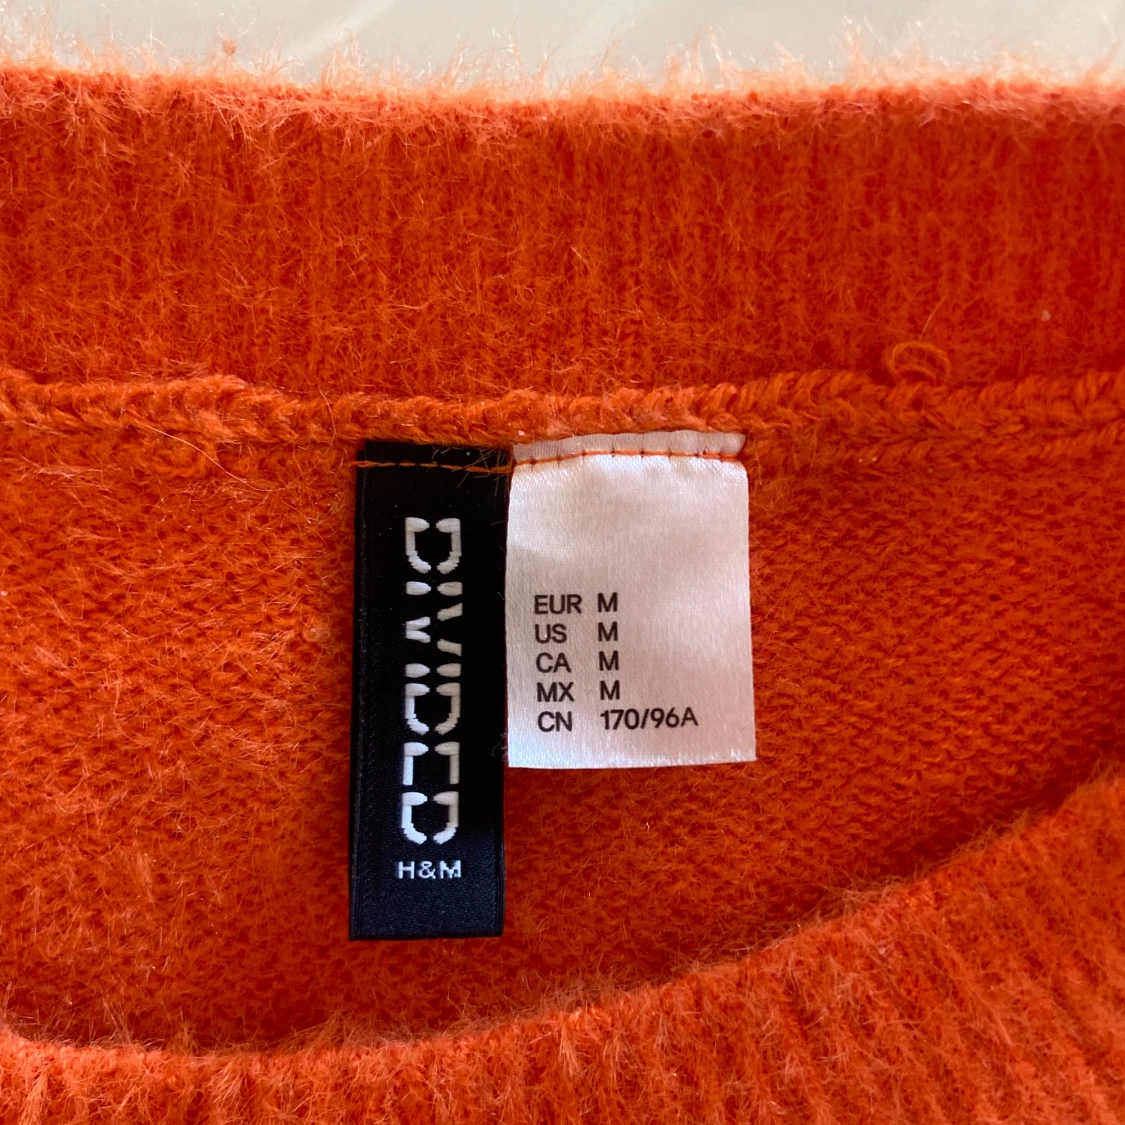 DIVIDED
H&M
EUR M
US M
CA M
MX M
CN 170/96A